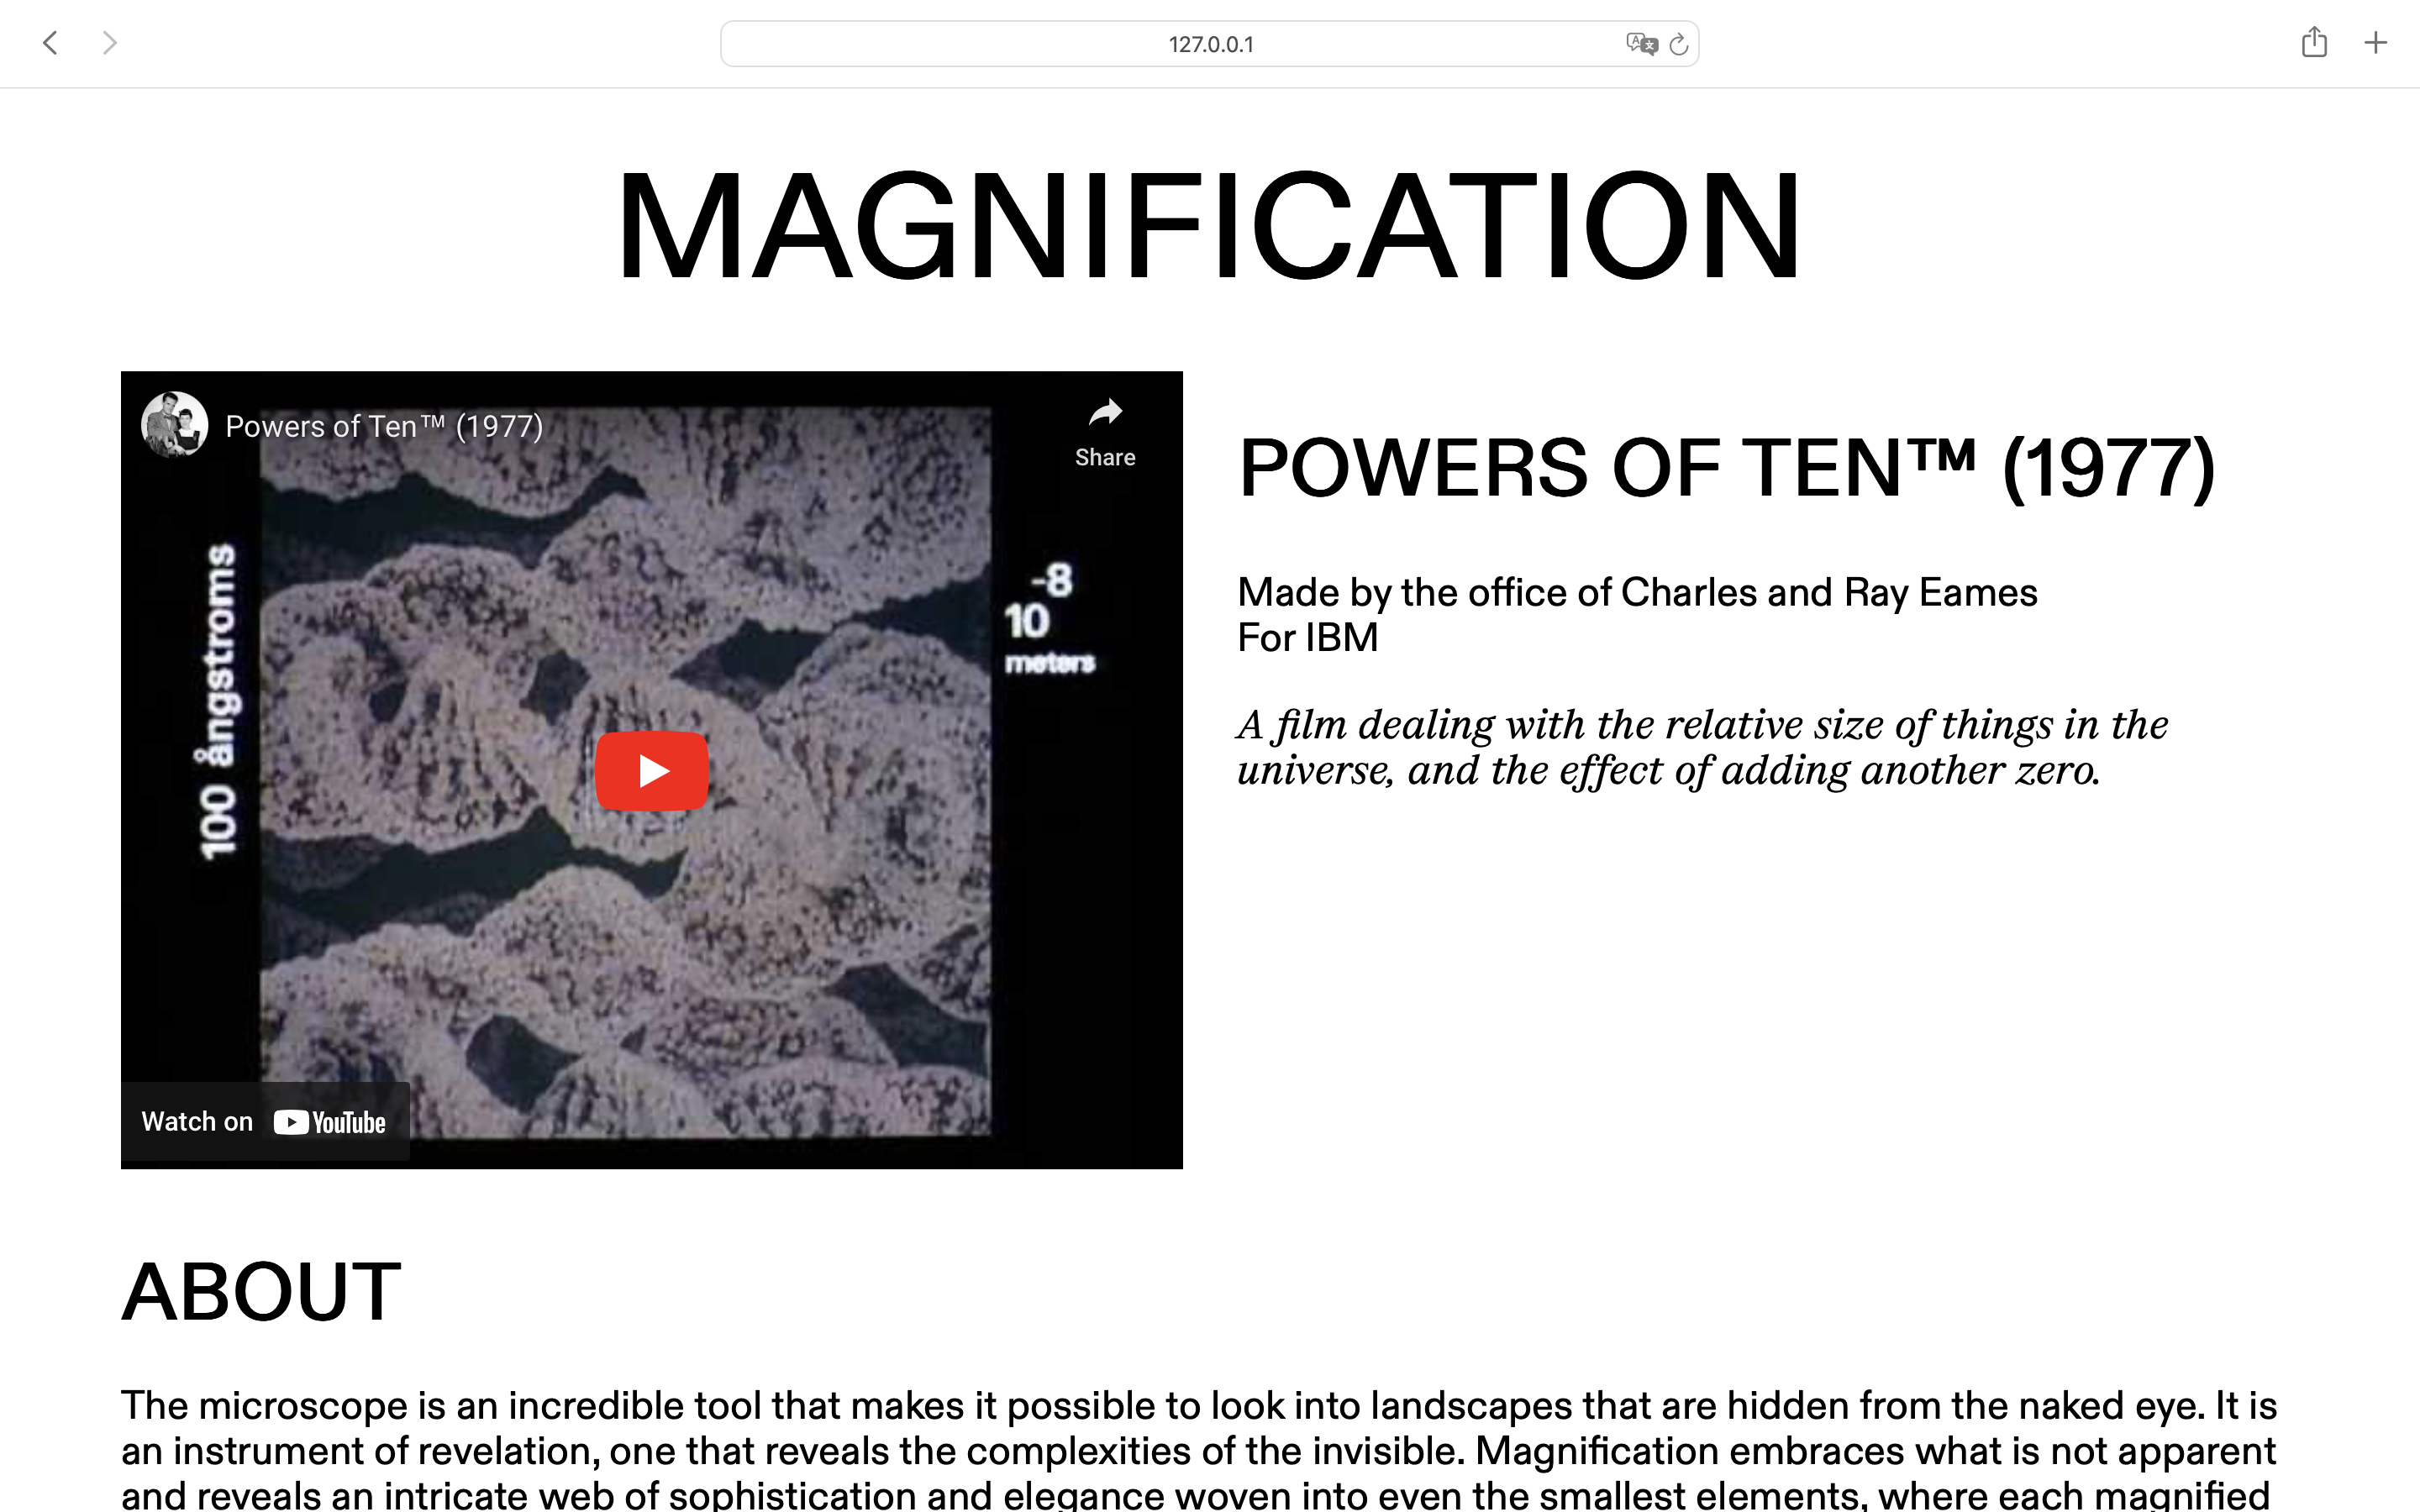 127.0.0.1
MAGNIFICATION
Powers of Ten™ (1977)
Share
100 ångstroms
-8
10
meters
Watch on YouTube
POWERS OF TEN™ (1977)
Made by the office of Charles and Ray Eames
For IBM
A film dealing with the relative size of things in the
universe, and the effect of adding another zero.
ABOUT
The microscope is an incredible tool that makes it possible to look into landscapes that are hidden from the naked eye. It is
an instrument of revelation, one that reveals the complexities of the invisible. Magnification embraces what is not apparent
and reveals an intricate web of sophistication and elegance woven into even the smallest elements, where each magnified